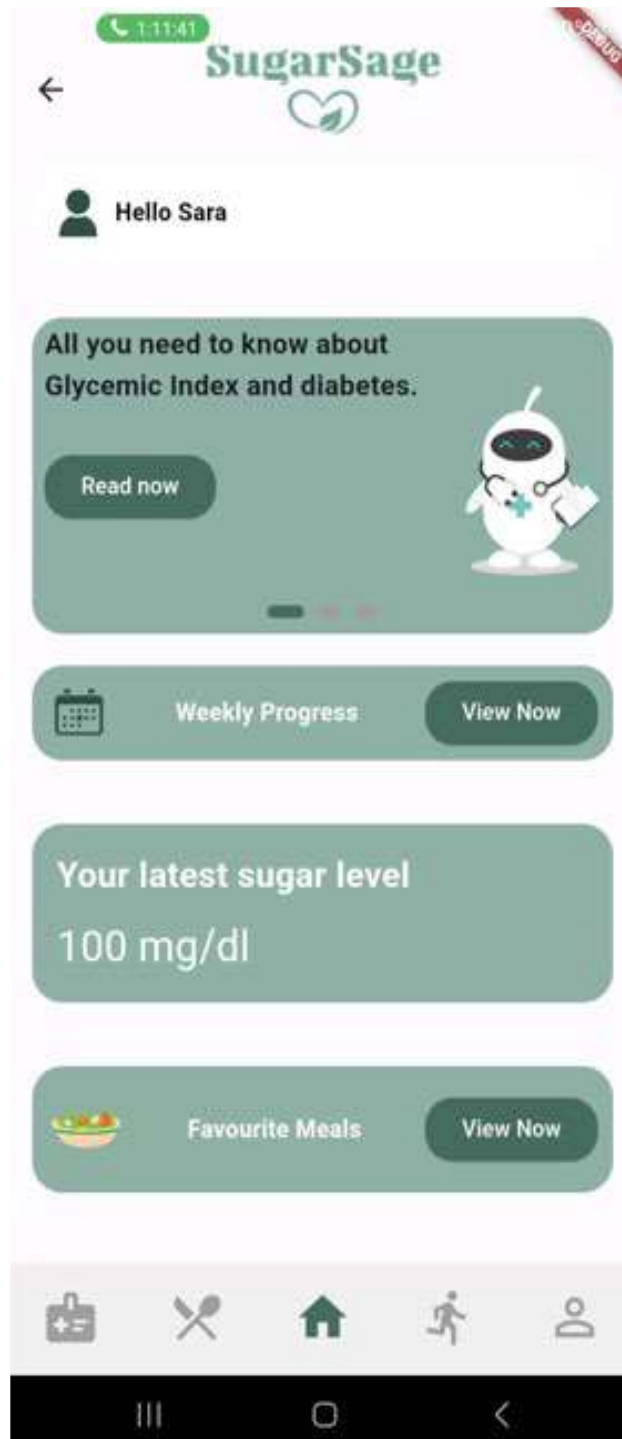 1:11:41
SugarSage
DEBUG
Hello Sara
All you need to know about
Glycemic Index and diabetes.
Read now
Weekly Progress
View Now
Your latest sugar level
100 mg/dl
Favourite Meals
View Now